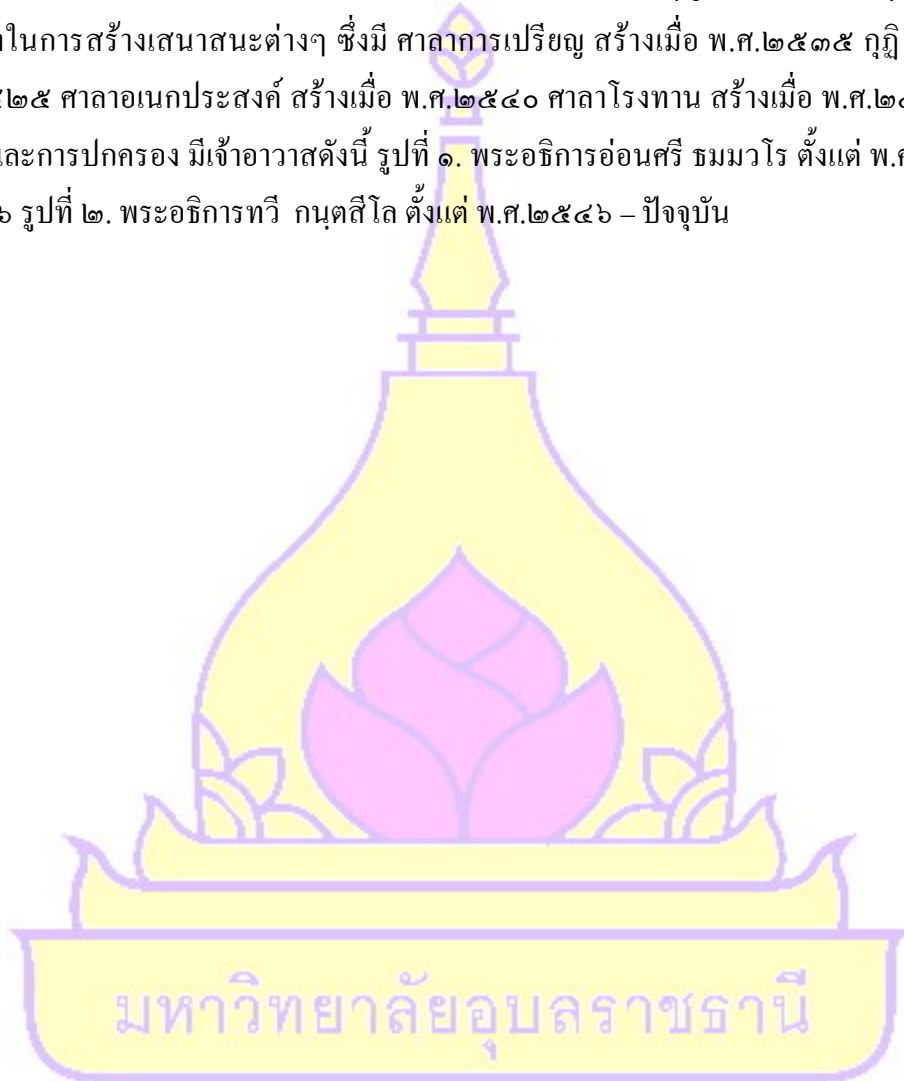 ในการสร้างเสนาสนะต่างๆ ซึ่งมี ศาลาการเปรียญ สร้างเมื่อ พ.ศ.๒๕๓๕ กุฏิ
๒๕ ศาลาอเนกประสงค์ สร้างเมื่อ พ.ศ.๒๕๔๐ ศาลาโรงทาน สร้างเมื่อ
และการปกครอง มีเจ้าอาวาสดังนี้ รูปที่ ๑. พระอธิการอ่อนศรี ธมมวโร ตั้งแต่
๖ รูปที่ ๒. พระอธิการทวี กนฺตสีโล ตั้งแต่ พ.ศ.๒๕๔๖ – ปัจจุบัน
มหาวิทยาลัยอุบลราชธานี